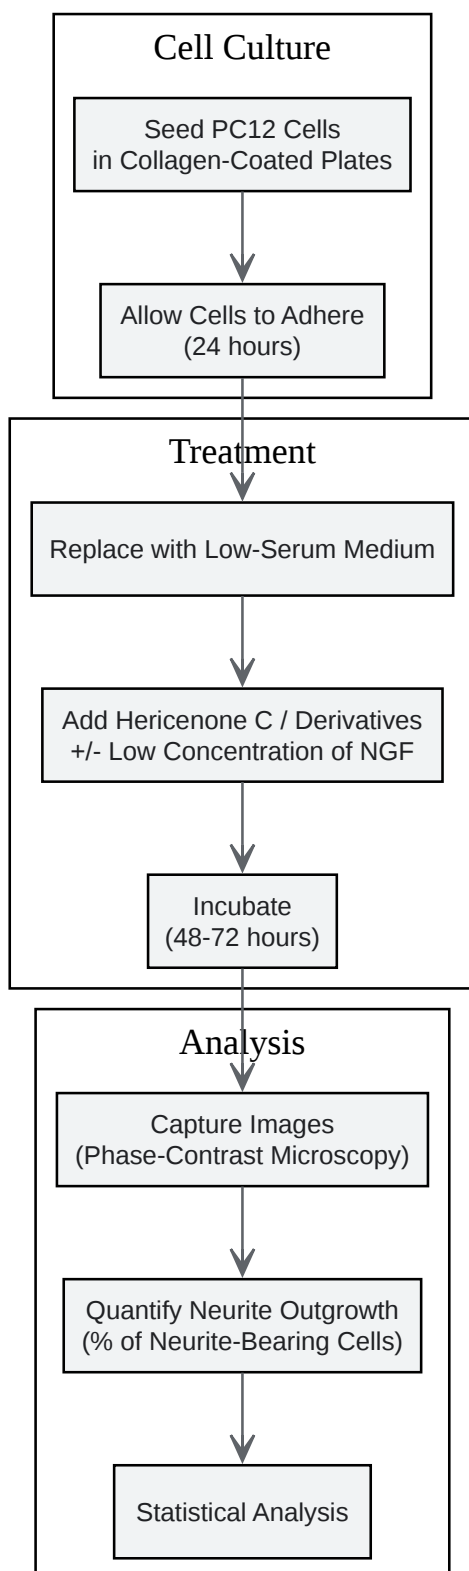 Cell Culture
Seed PC12 Cells
in Collagen-Coated Plates
Allow Cells to Adhere
(24 hours)
Treatment
Replace with Low-Serum Medium
Add Hericenone C / Derivatives
+/- Low Concentration of NGF
Incubate
(48-72 hours)
Analysis
Capture Images
(Phase-Contrast Microscopy)
Quantify Neurite Outgrowth
(% of Neurite-Bearing Cells)
Statistical Analysis